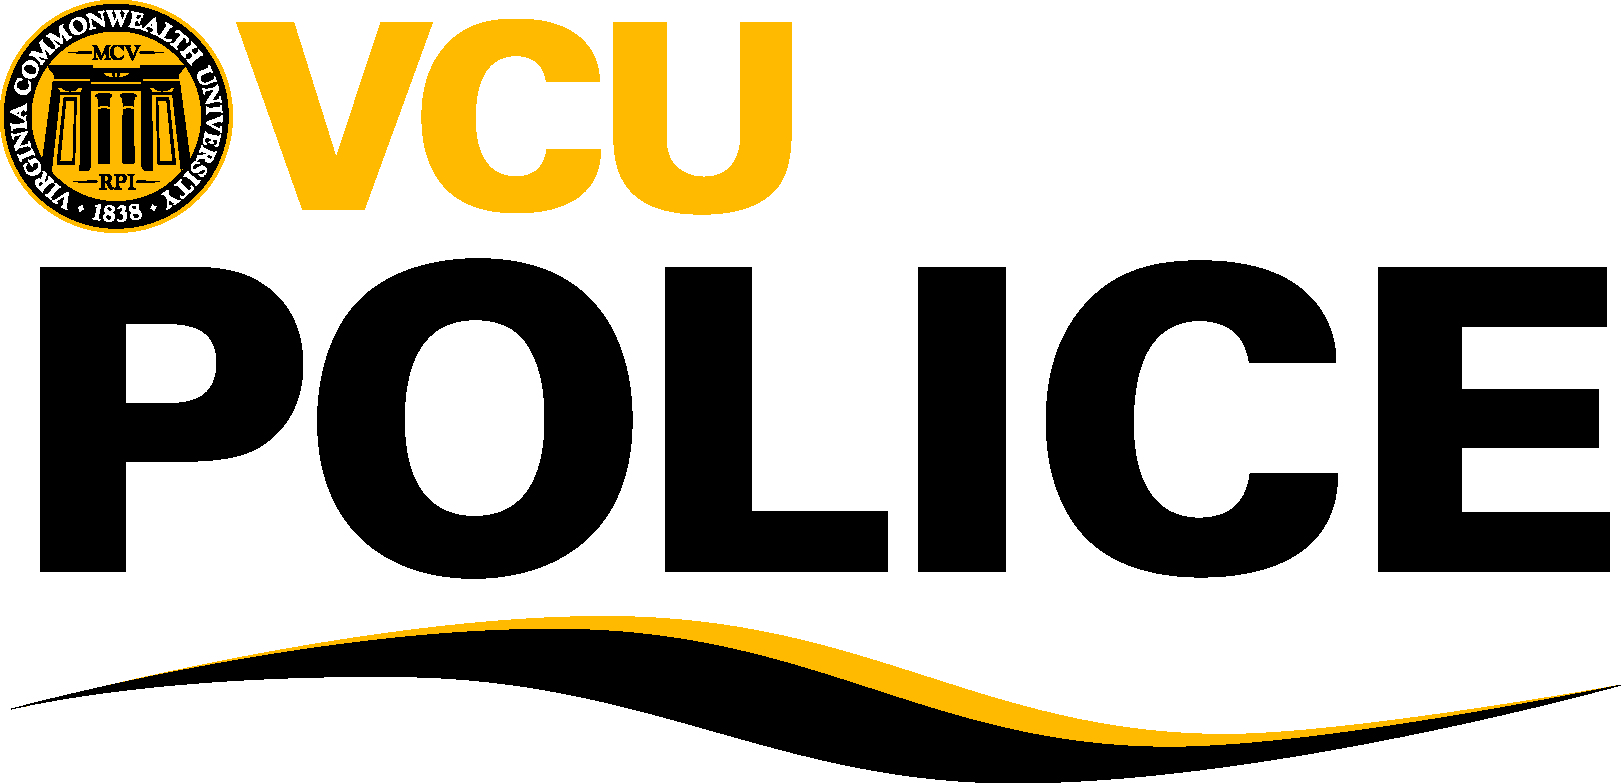 VIRGINIA COMMONWEALTH UNIVERSITY
MCV
RPI
· 1838 ·
VCU
POLICE